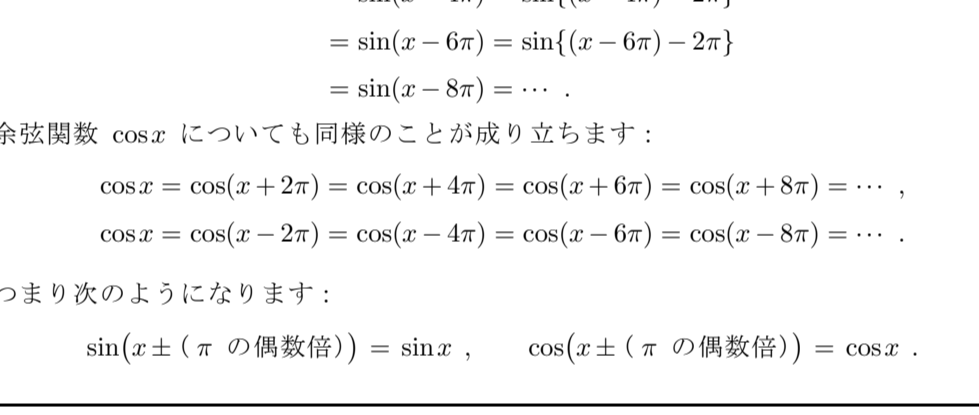 = sin(x − 6π) = sin{(x − 6π) − 2π}
= sin(x − 8π) = ⋯ .
余弦関数 cos x についても同様のことが成り立ちます :
cos x = cos(x + 2π) = cos(x + 4π) = cos(x + 6π) = cos(x + 8π) = ⋯ ,
cos x = cos(x − 2π) = cos(x − 4π) = cos(x − 6π) = cos(x − 8π) = ⋯ .
つまり次のようになります :
sin(x ± ( π の偶数倍)) = sin x , cos(x ± ( π の偶数倍)) = cos x .